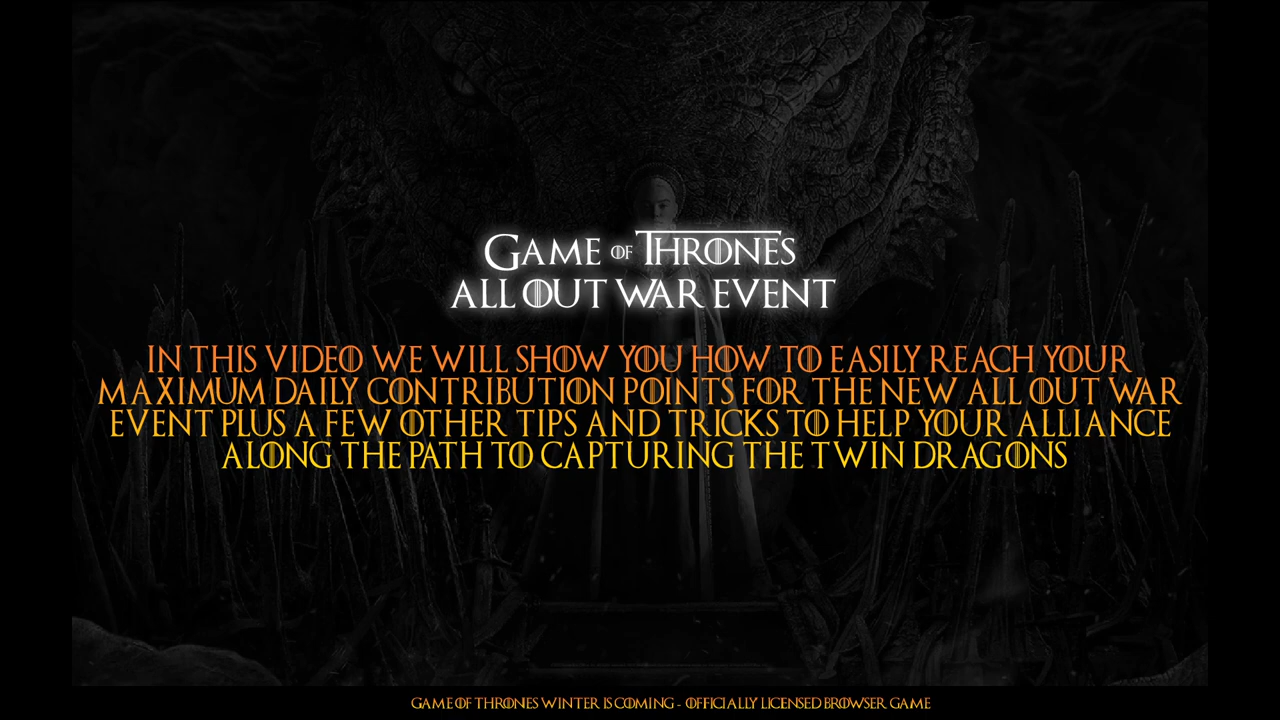 GAME OF THRONES
ALL OUT WAR EVENT
IN THIS VIDEO WE WILL SHOW YOU HOW TO EASILY REACH YOUR
MAXIMUM DAILY CONTRIBUTION POINTS FOR THE NEW ALL OUT WAR
EVENT PLUS A FEW OTHER TIPS AND TRICKS TO HELP YOUR ALLIANCE
ALONG THE PATH TO CAPTURING THE TWIN DRAGONS
GAME OF THRONES WINTER IS COMING - OFFICIALLY LICENSED BROWSER GAME